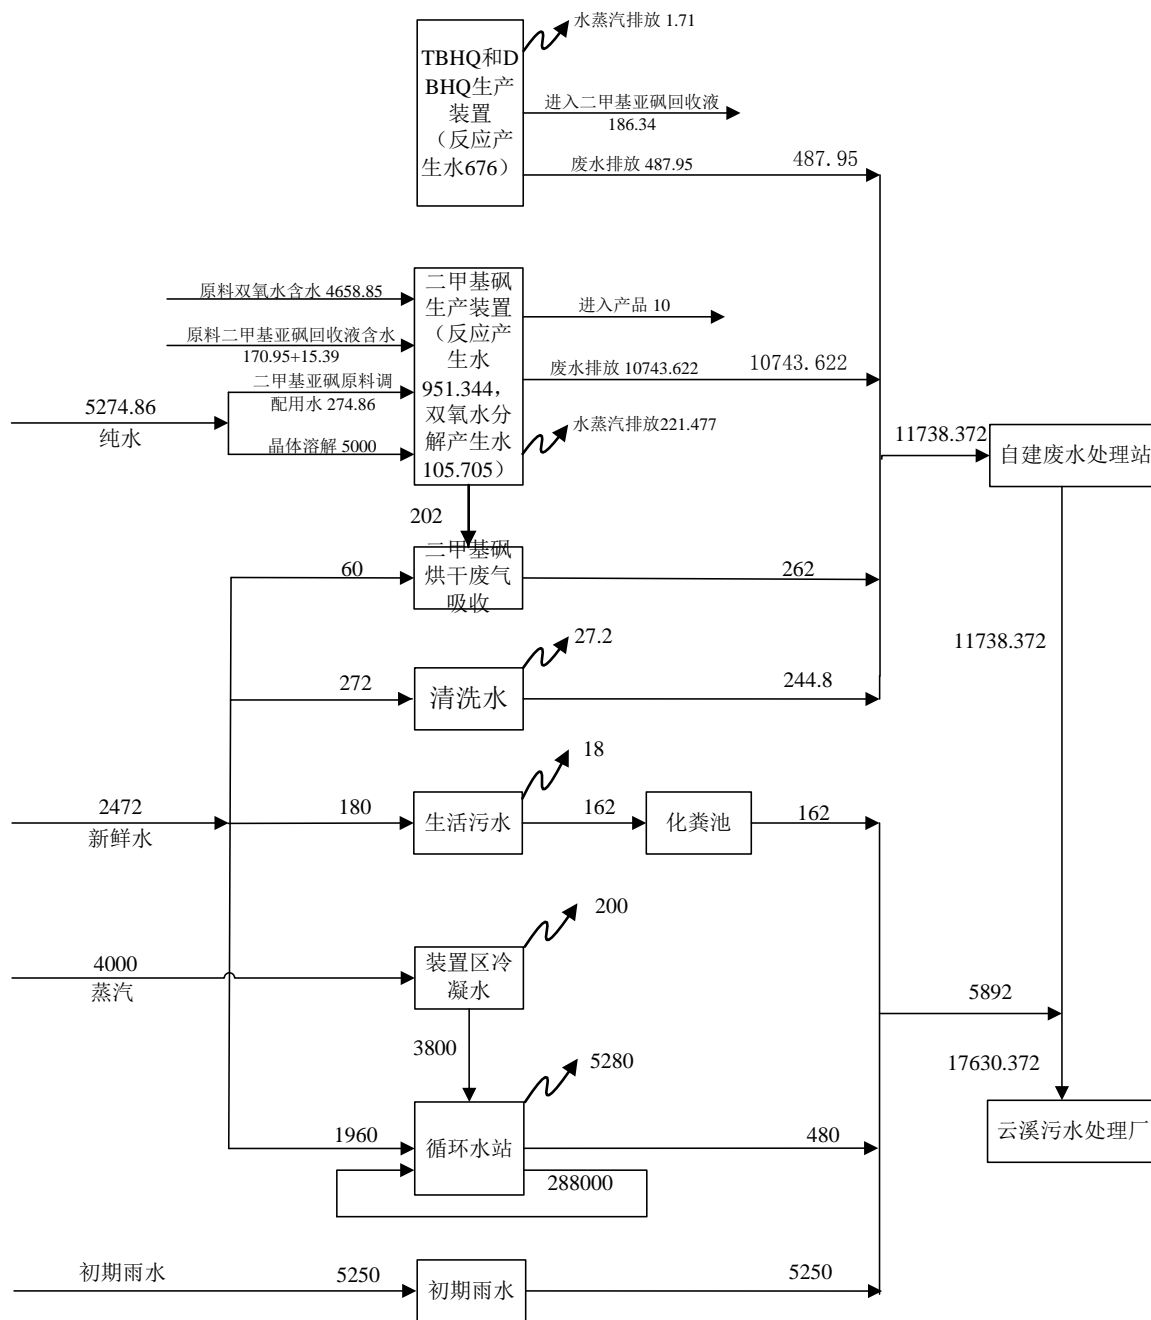 水蒸汽排放 1.71
TBHQ和D
BHQ生产
装置
（反应产
生水676）
进入二甲基亚砜回收液
186.34
废水排放 487.95
487.95
原料双氧水含水 4658.85
原料二甲基亚砜回收液含水
170.95+15.39
二甲基亚砜原料调
配用水 274.86
5274.86
纯水
晶体溶解 5000
二甲基砜
生产装置
（反应产
生水
951.344，
双氧水分
解产生水
105.705）
进入产品 10
废水排放 10743.622
10743.622
水蒸汽排放221.477
11738.372
自建废水处理站
202
60
二甲基砜
烘干废气
吸收
262
27.2
272
清洗水
244.8
11738.372
18
2472
新鲜水
180
生活污水
162
化粪池
162
200
4000
蒸汽
装置区冷
凝水
5892
3800
5280
17630.372
1960
循环水站
480
云溪污水处理厂
288000
初期雨水
5250
初期雨水
5250